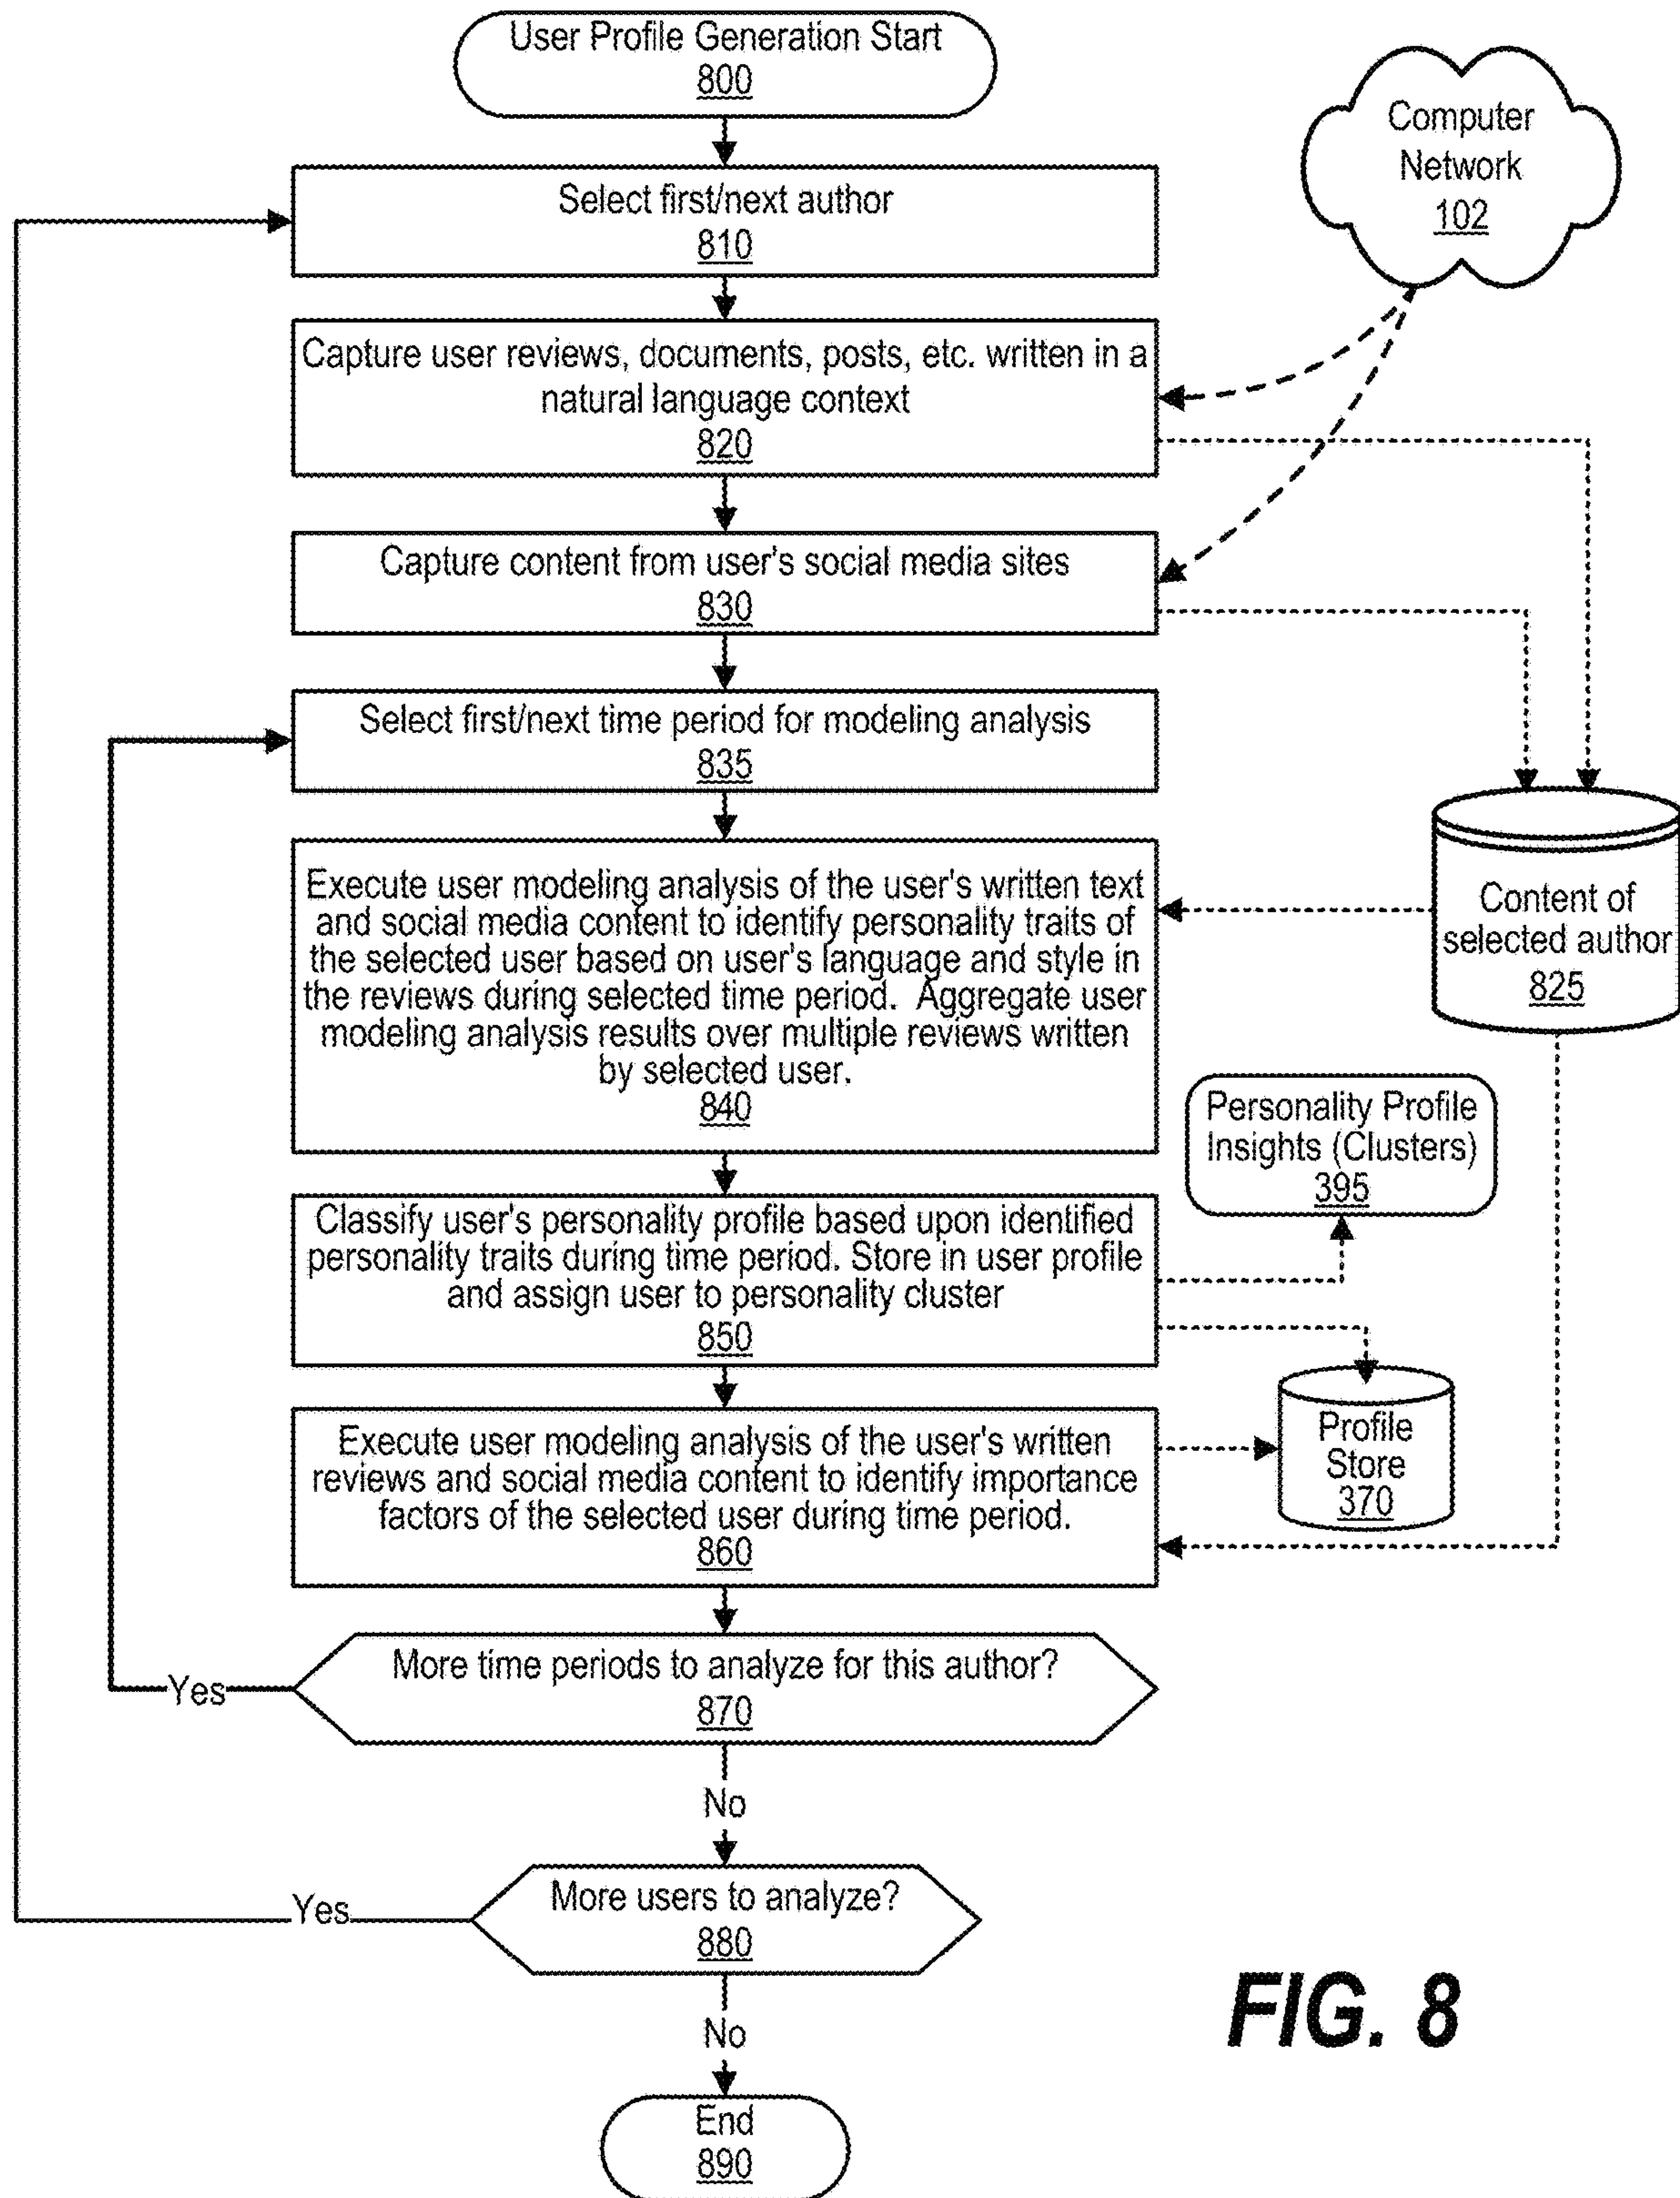 User Profile Generation Start
800
Computer
Network
102
Select first/next author
810
Capture user reviews, documents, posts, etc. written in a
natural language context
820
Capture content from user's social media sites
830
Select first/next time period for modeling analysis
835
Execute user modeling analysis of the user's written text
and social media content to identify personality traits of
the selected user based on user's language and style in
the reviews during selected time period. Aggregate user
modeling analysis results over multiple reviews written
by selected user.
840
Content of
selected author
825
Personality Profile
Insights (Clusters)
395
Classify user's personality profile based upon identified
personality traits during time period. Store in user profile
and assign user to personality cluster
850
Profile
Store
370
Execute user modeling analysis of the user's written
reviews and social media content to identify importance
factors of the selected user during time period.
860
More time periods to analyze for this author?
870
Yes
No
More users to analyze?
880
Yes
No
End
890
FIG. 8